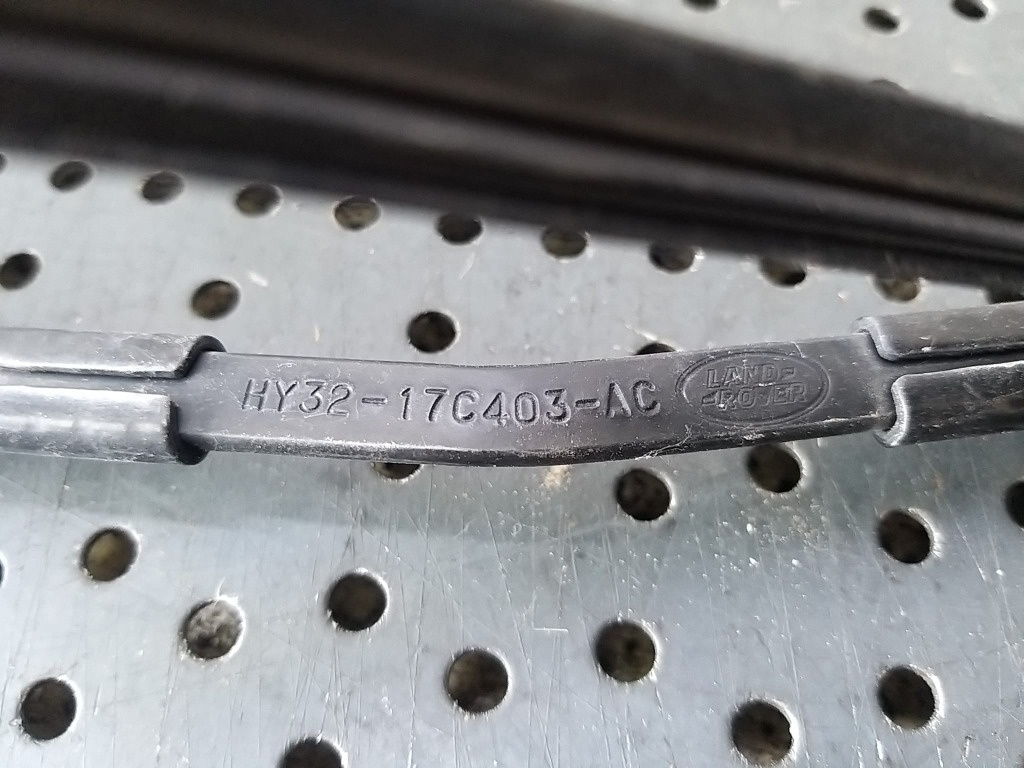 HY32-17C403-AC
LAND-
-ROVER